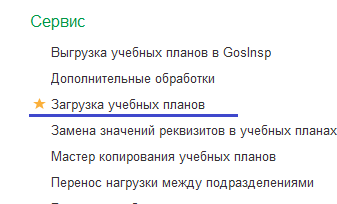 Сервис
Выгрузка учебных планов в GosInsp
Дополнительные обработки
Загрузка учебных планов
Замена значений реквизитов в учебных планах
Мастер копирования учебных планов
Перенос нагрузки между подразделениями